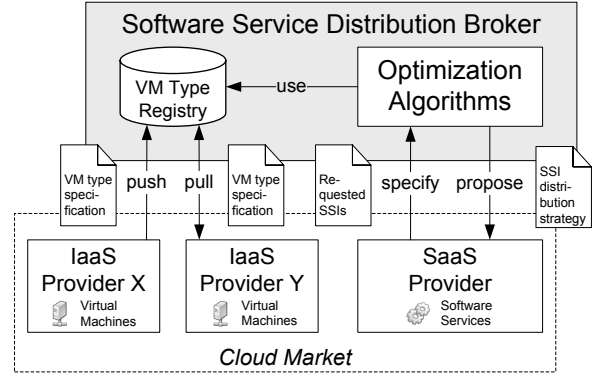 Software Service Distribution Broker
VM Type
Registry
use
Optimization
Algorithms
VM type
speci-
fication
push
pull
VM type
speci-
fication
Re-
quested
SSIs
specify
propose
SSI
distri-
bution
strategy
IaaS
Provider X
Virtual
Machines
IaaS
Provider Y
Virtual
Machines
SaaS
Provider
Software
Services
Cloud Market